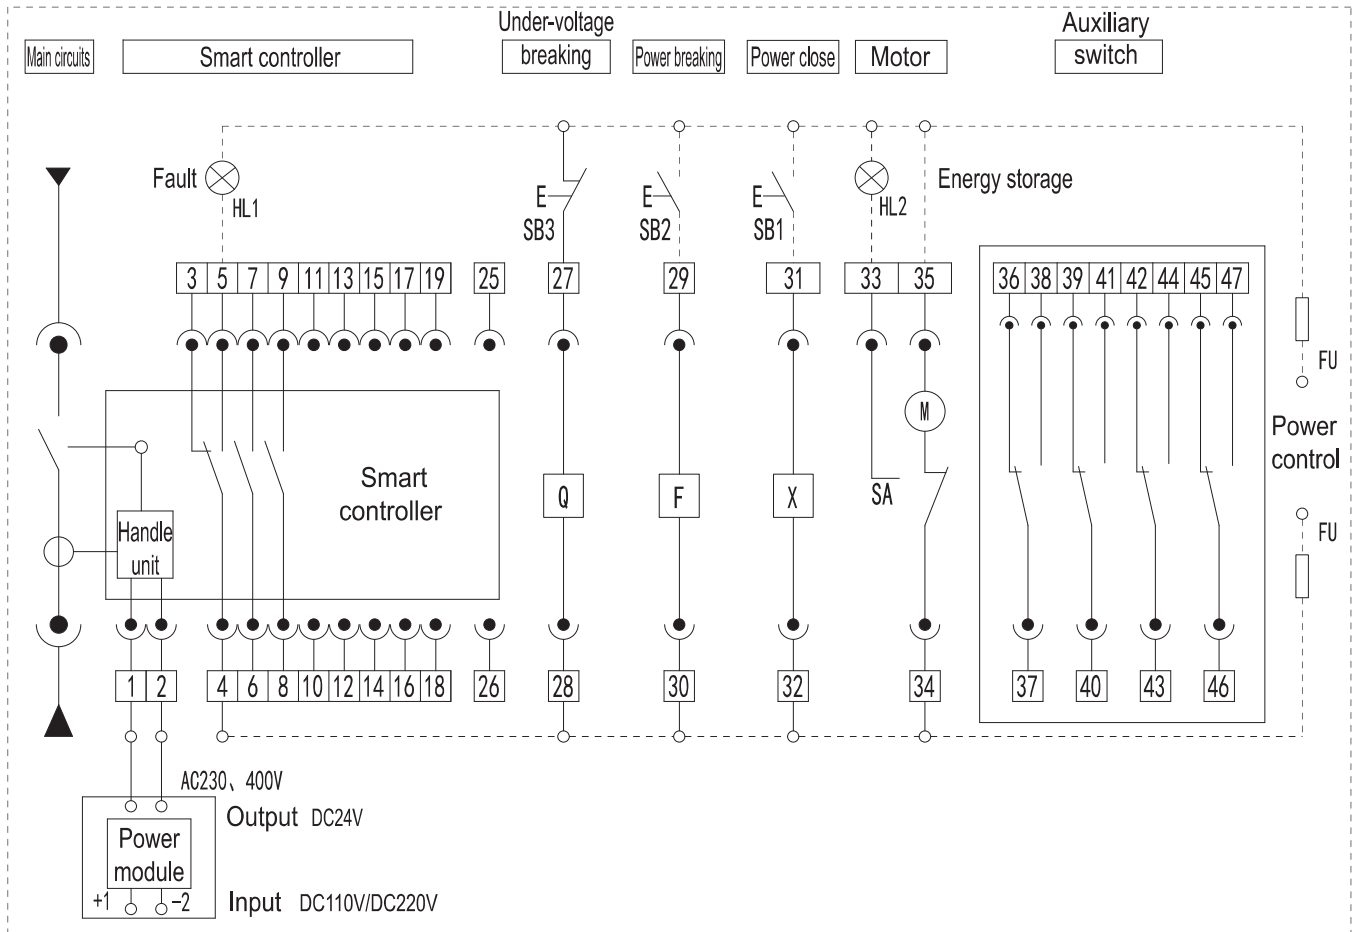 Under-voltage
breaking
Auxiliary
switch
Main circuits
Smart controller
Power breaking
Power close
Motor
Fault
HL1
E
SB3
E
SB2
E
SB1
HL2
Energy storage
3 5 7 9 11 13 15 17 19 25 27 29 31 33 35 36 38 39 41 42 44 45 47
FU
M
Power
control
Smart
controller
Q F X SA
Handle
unit
FU
1 2 4 6 8 10 12 14 16 18 26 28 30 32 34 37 40 43 46
AC230、400V
Output DC24V
Power
module
+1 -2
Input DC110V/DC220V